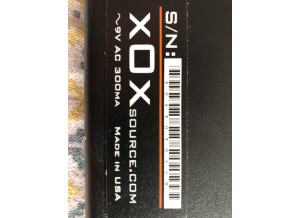 S/N:
XOX
SOURCE.COM
~9V AC 300MA
MADE IN USA